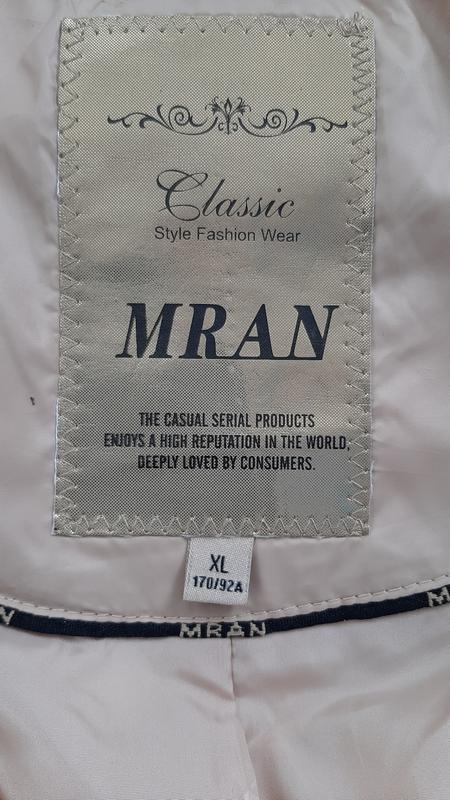 Classic
Style Fashion Wear
MRAN
THE CASUAL SERIAL PRODUCTS
ENJOYS A HIGH REPUTATION IN THE WORLD,
DEEPLY LOVED BY CONSUMERS.
XL
170/92A
MRAN